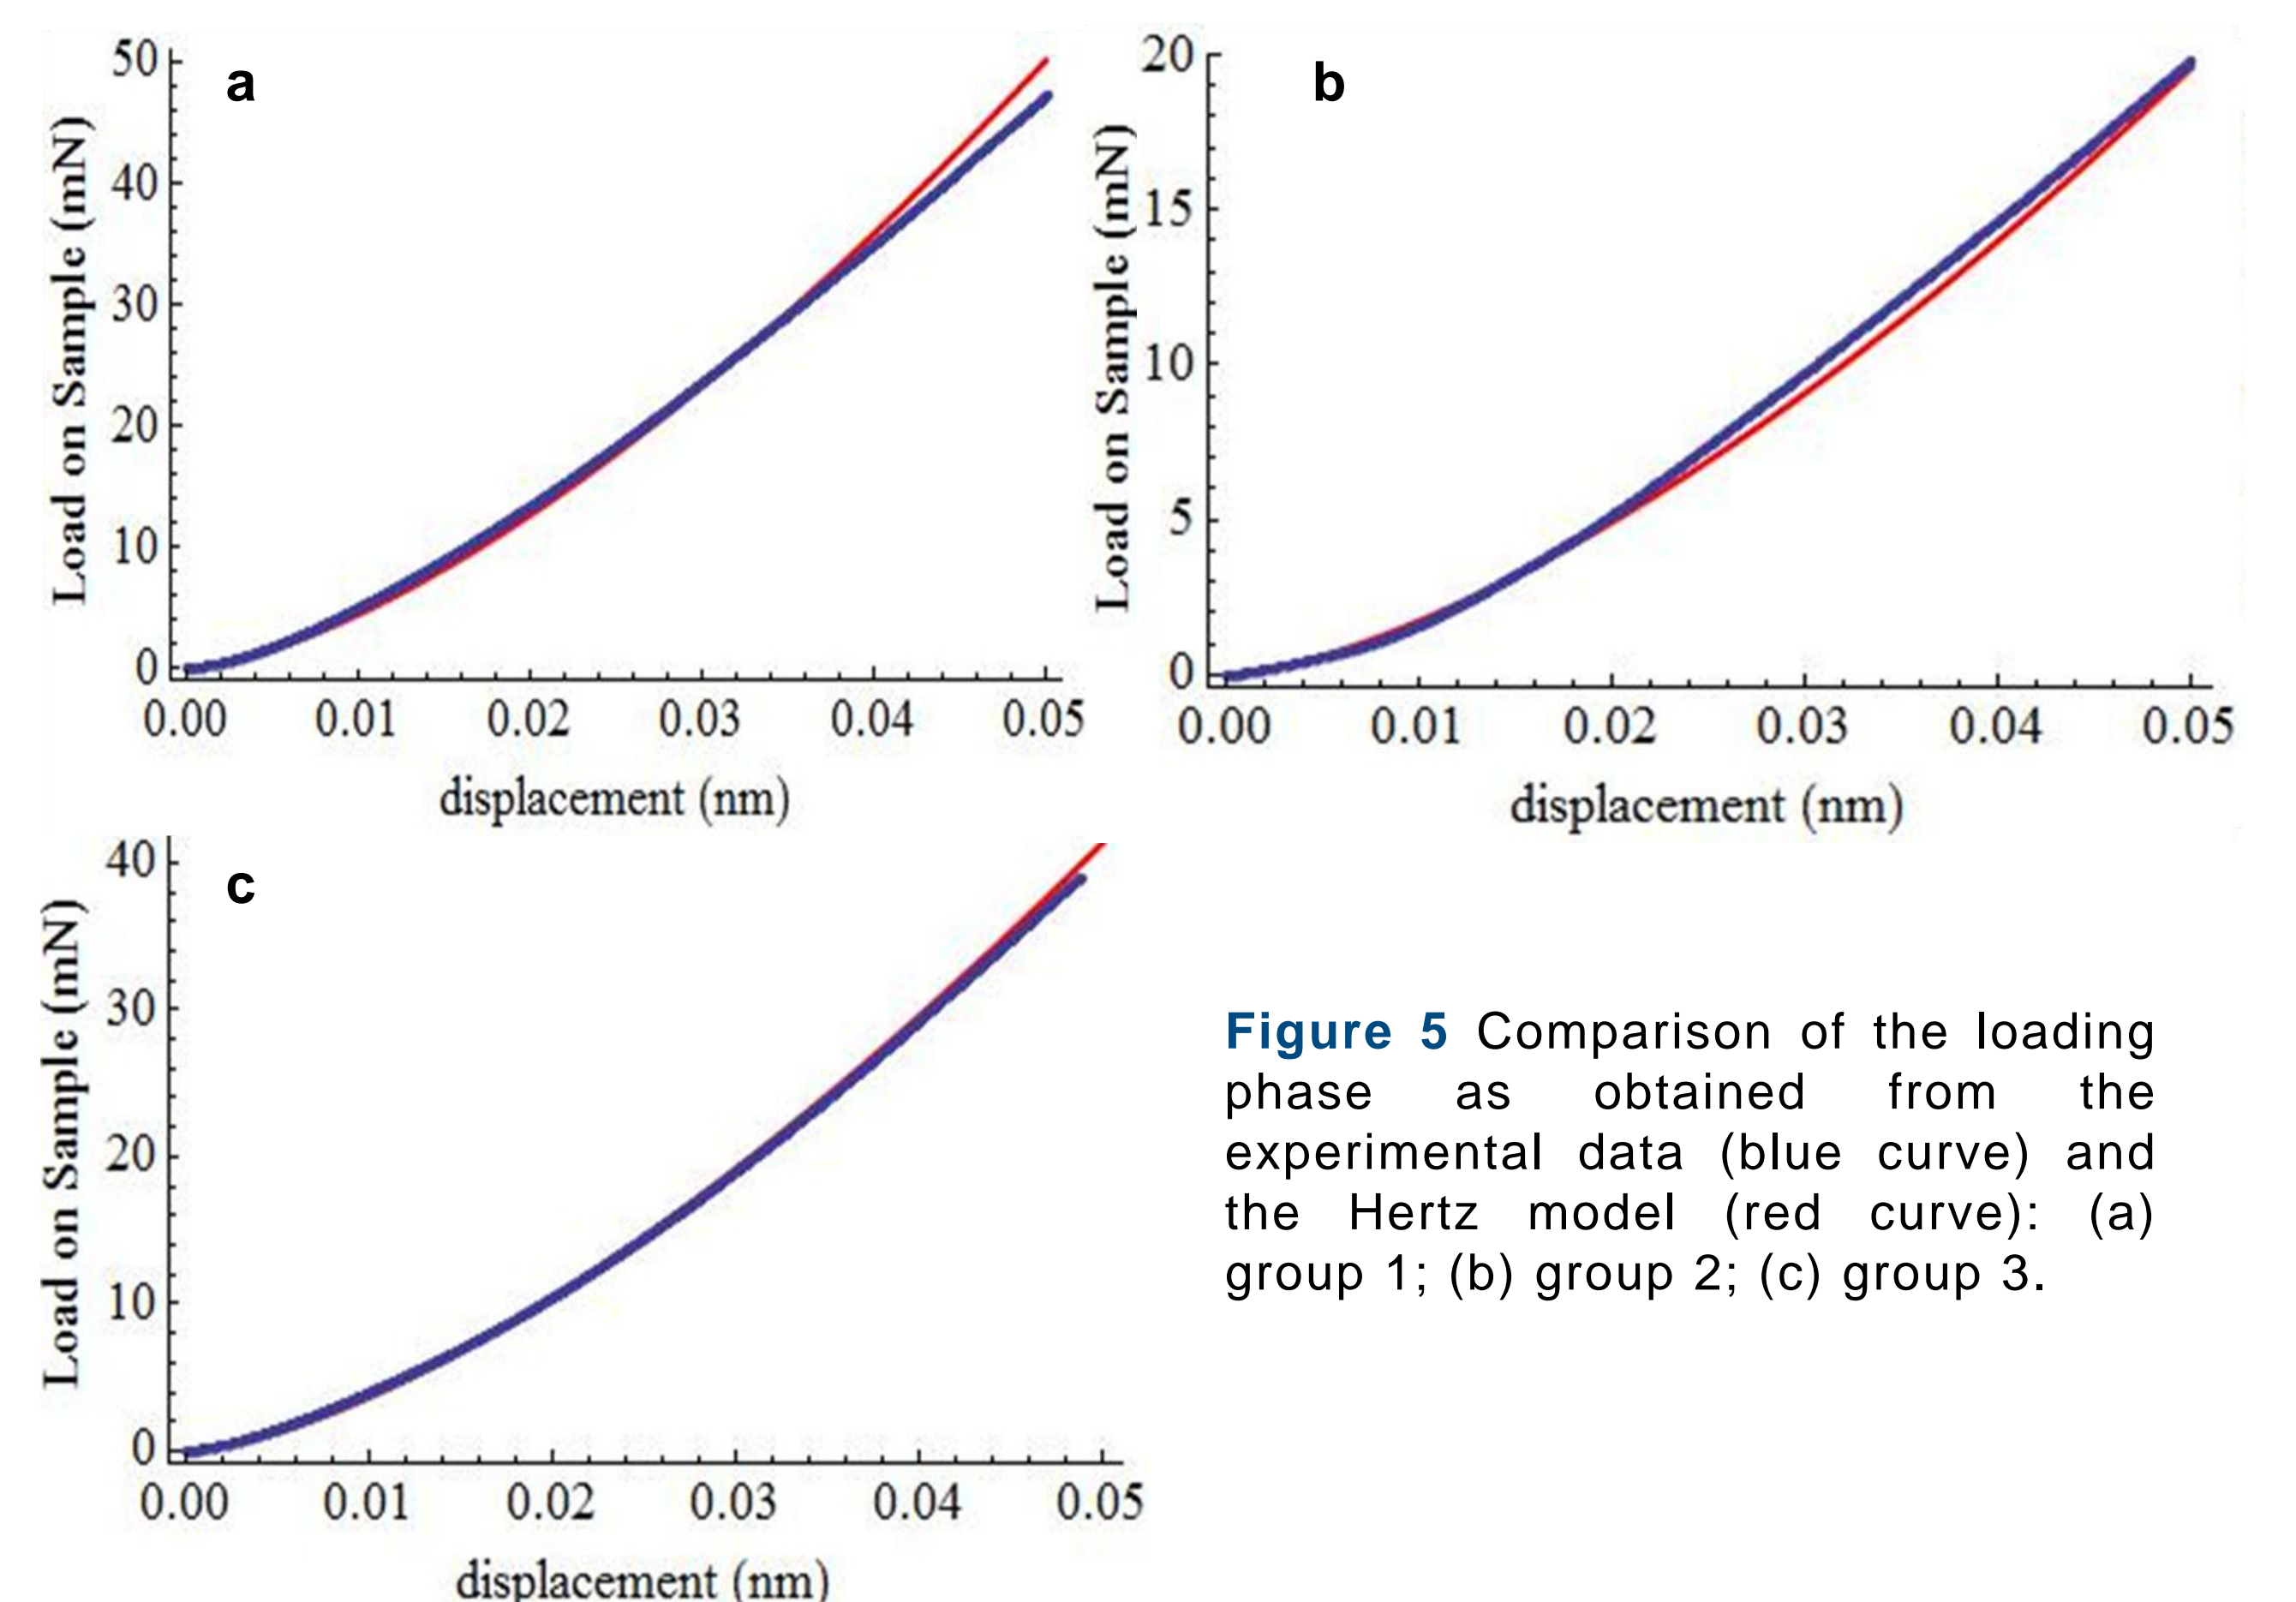 a
50
40
30
20
10
0
Load on Sample (mN)
0.00 0.01 0.02 0.03 0.04 0.05
displacement (nm)
b
20
15
10
5
0
Load on Sample (mN)
0.00 0.01 0.02 0.03 0.04 0.05
displacement (nm)
c
40
30
20
10
0
Load on Sample (mN)
0.00 0.01 0.02 0.03 0.04 0.05
displacement (nm)
Figure 5 Comparison of the loading
phase as obtained from the
experimental data (blue curve) and
the Hertz model (red curve): (a)
group 1; (b) group 2; (c) group 3.